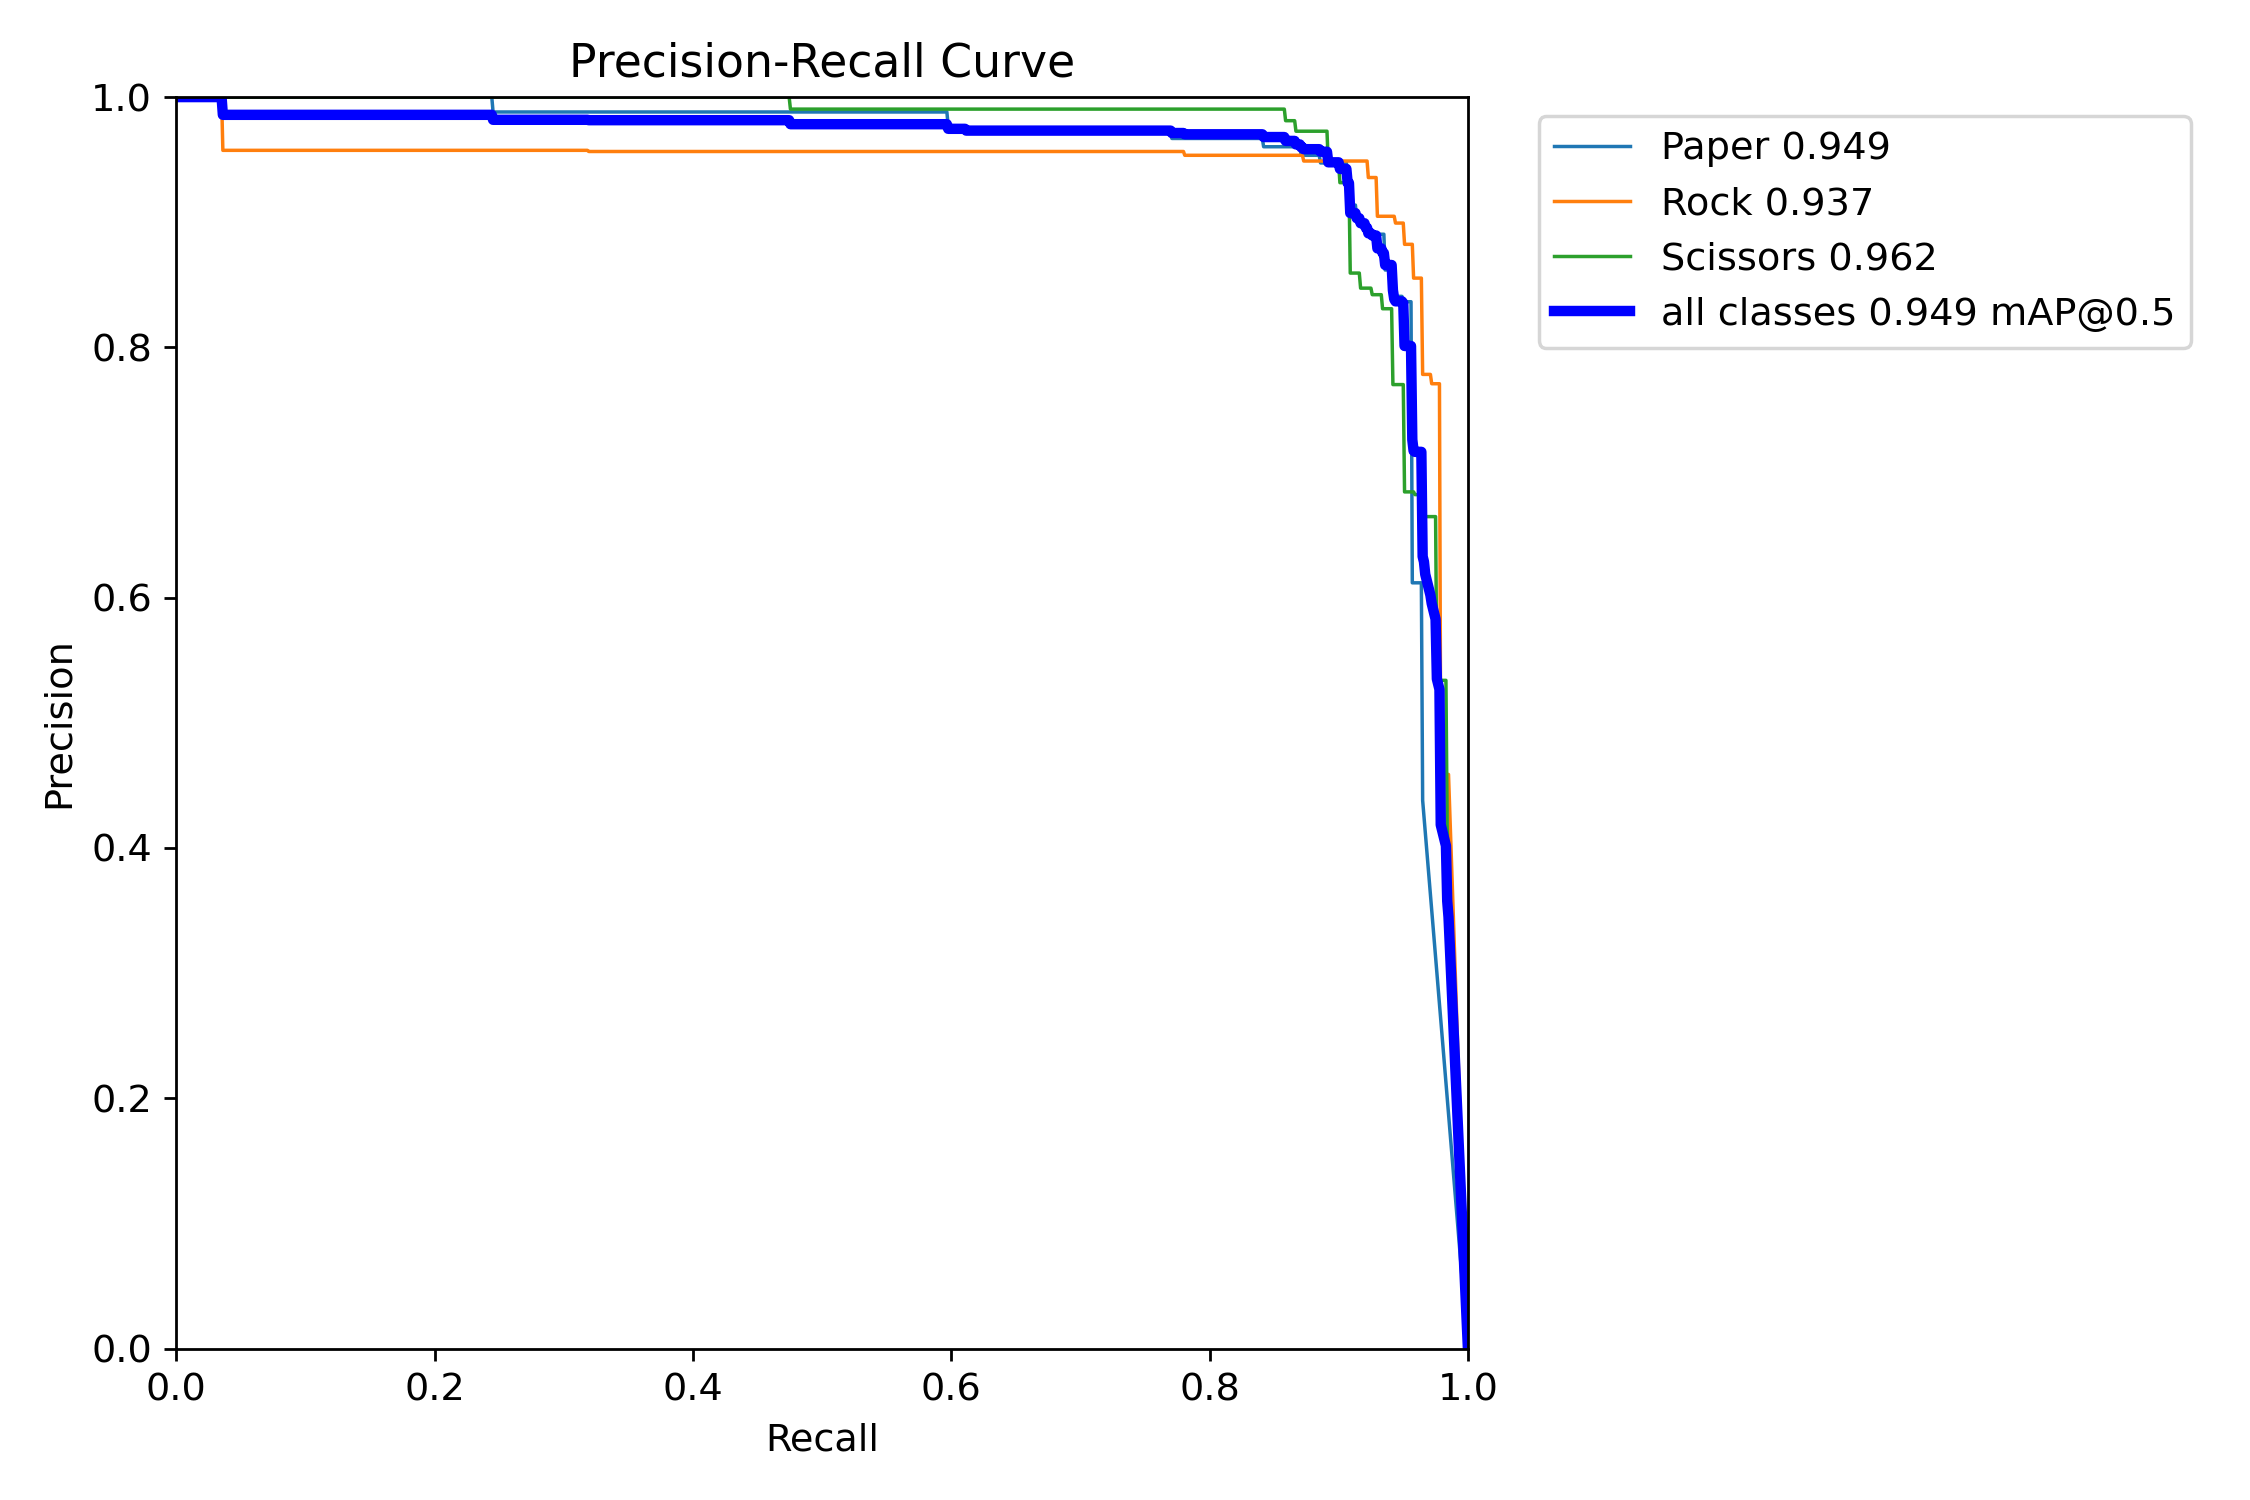 Precision-Recall Curve
1.0
0.8
0.6
0.4
0.2
0.0
Precision
0.0 0.2 0.4 0.6 0.8 1.0
Recall
Paper 0.949
Rock 0.937
Scissors 0.962
all classes 0.949 mAP@0.5